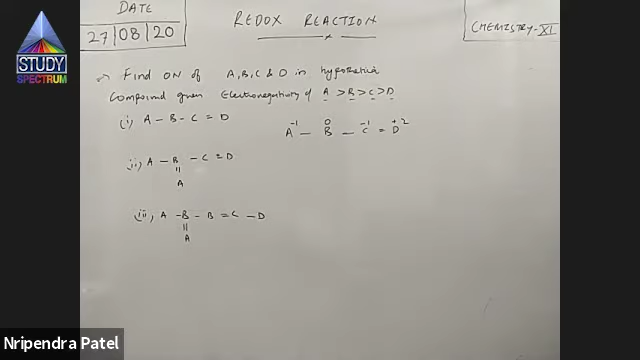 DATE
27/08/20
REDOX REACTION
CHEMISTRY-XI
STUDY
SPECTRUM
Find ON of A, B, C & D in hypothetical
Compound given Electronegativity of A > B > C > D
(i) A - B - C = D
-1 0 -1 +2
A - B - C = D
(ii) A - B - C = D
||
A
(iii) A - B - B = C - D
||
A
Nripendra Patel